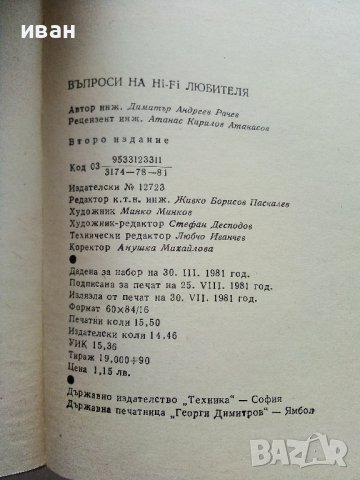 иван
ВЪПРОСИ НА Hi-Fi ЛЮБИТЕЛЯ
Автор инж. Димитър Андреев Рачев
Рецензент инж. Атанас Кирилов Атанасов
Второ издание
Код 03 9533123311
3174—78—81
Издателски № 12723
Редактор к.т.н. инж. Живко Борисов Паскалев
Художник Минко Минков
Художник-редактор Стефан Десподов
Технически редактор Любчо Иванчев
Коректор Анушка Михайлова
Дадена за набор на 30. III. 1981 год.
Подписана за печат на 25. VII. 1981 год.
Излязла от печат на 30. VII. 1981 год.
Формат 60×84/16
Печатни коли 15,50
Издателски коли 14.46
УИК 15,36
Тираж 19,000+90
Цена 1,15 лв.
Държавно издателство „Техника" — София
Държавна печатница „Георги Димитров" — Ямбол
BAZAR